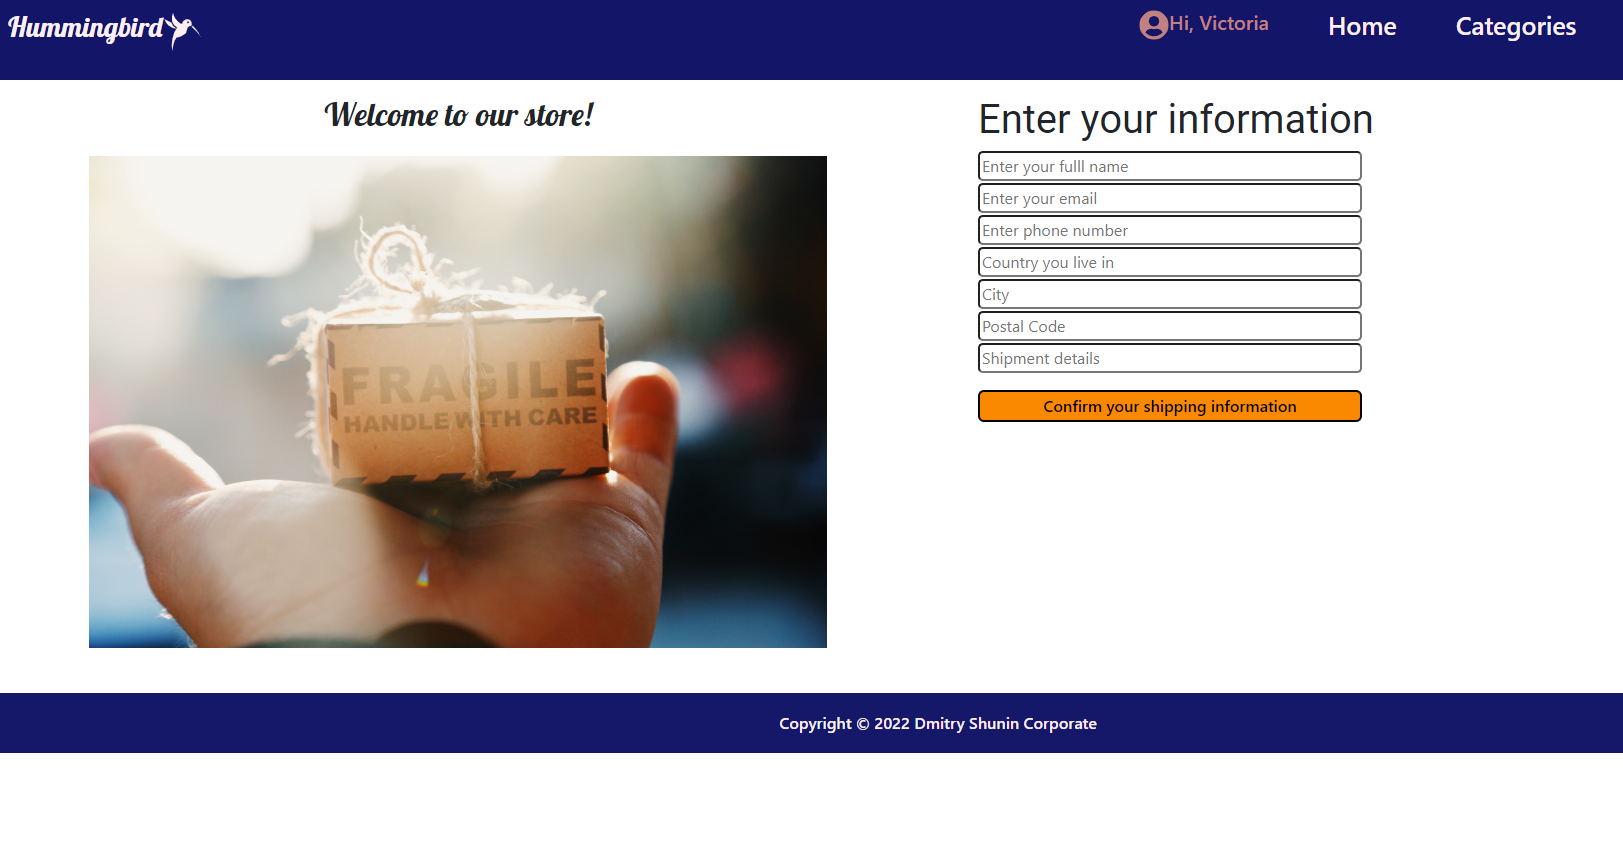 Hummingbird
Hi, Victoria
Home
Categories
Welcome to our store!
FRAGILE
HANDLE WITH CARE
Enter your information
Enter your fulll name
Enter your email
Enter phone number
Country you live in
City
Postal Code
Shipment details
Confirm your shipping information
Copyright © 2022 Dmitry Shunin Corporate